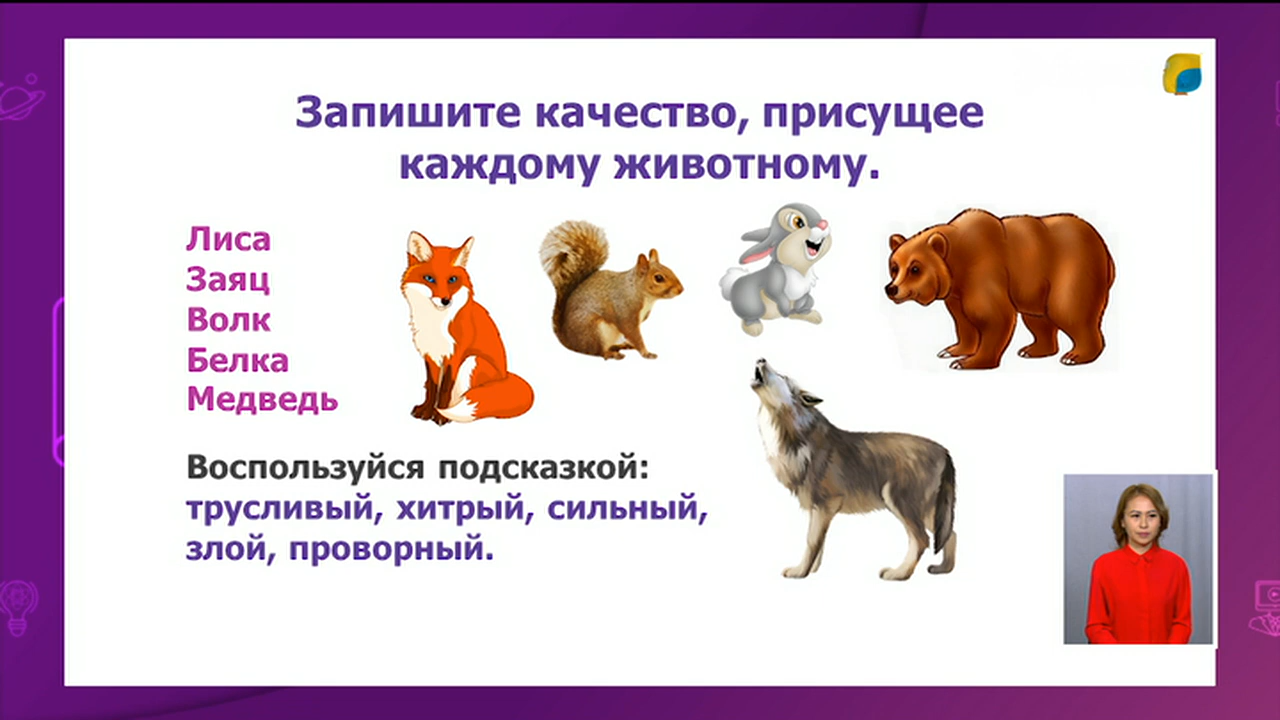 Запишите качество, присущее
каждому животному.
Лиса
Заяц
Волк
Белка
Медведь
Воспользуйся подсказкой:
трусливый, хитрый, сильный,
злой, проворный.